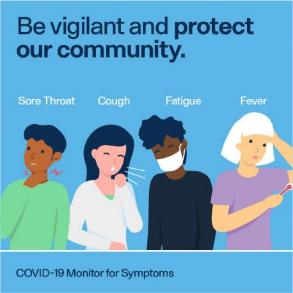 Be vigilant and protect
our community.
Sore Throat Cough Fatigue Fever
COVID-19 Monitor for Symptoms